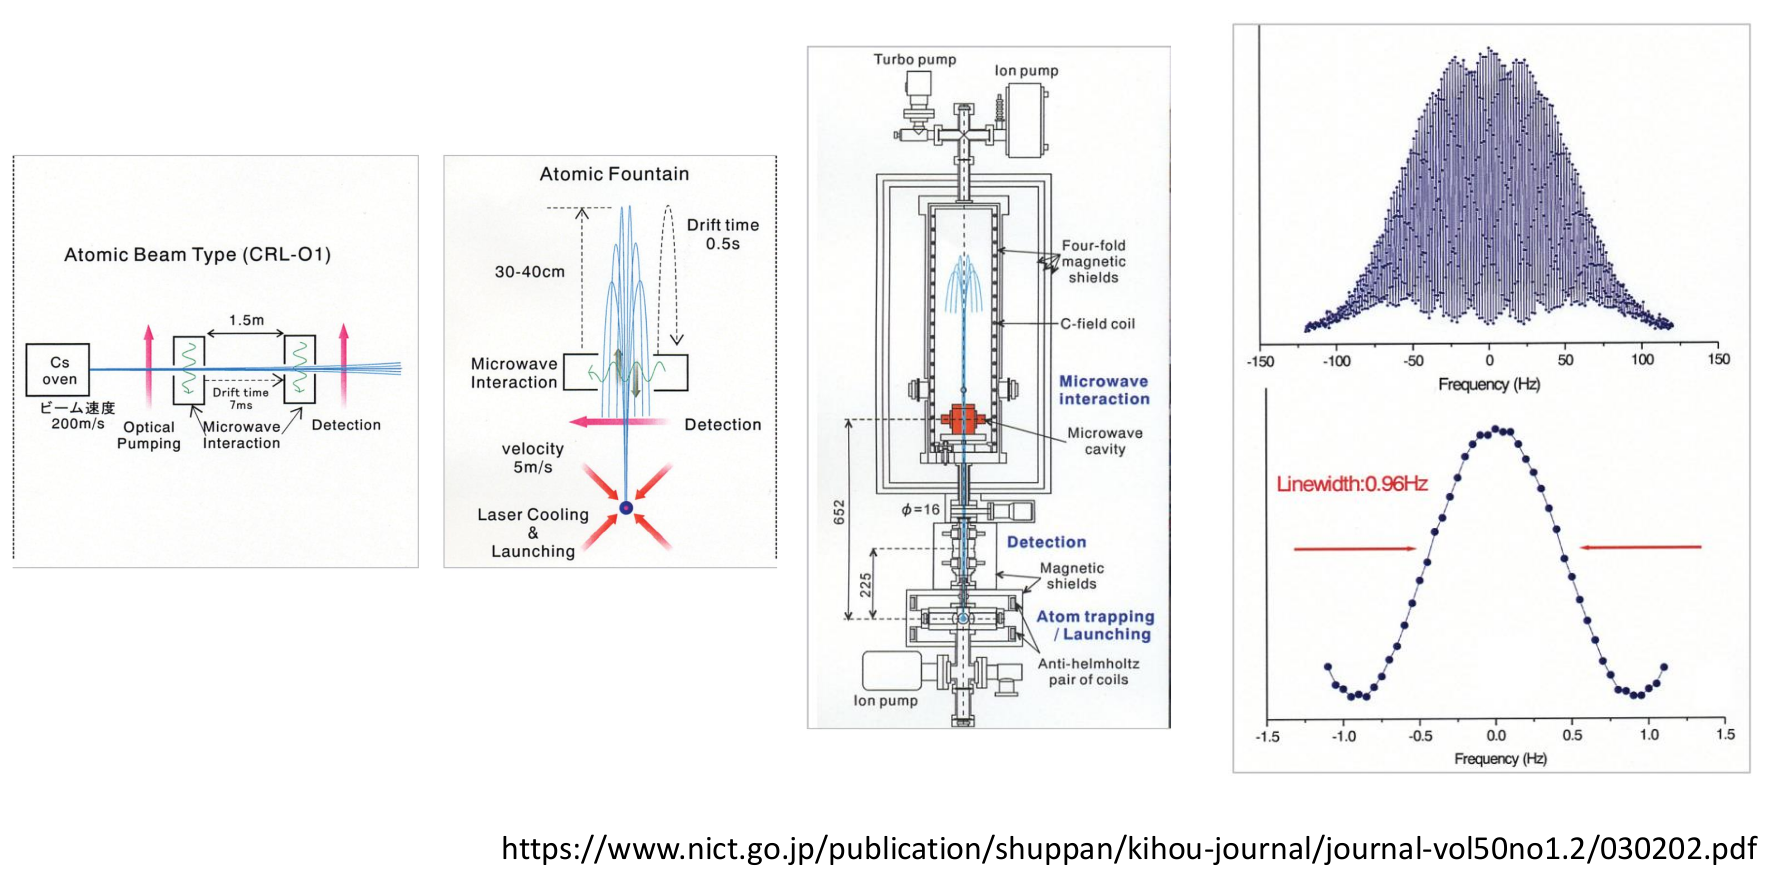 Atomic Beam Type (CRL-O1)
1.5m
Cs
oven
Drift time
7ms
ビーム速度
200m/s
Optical
Pumping
Microwave
Interaction
Detection
Atomic Fountain
Drift time
0.5s
30-40cm
Microwave
Interaction
Detection
velocity
5m/s
Laser Cooling
&
Launching
Turbo pump
Ion pump
Four-fold
magnetic
shields
C-field coil
Microwave
interaction
Microwave
cavity
652
φ=16
Detection
225
Magnetic
shields
Atom trapping
/ Launching
Anti-helmholtz
pair of coils
Ion pump
-150 -100 -50 0 50 100 150
Frequency (Hz)
Linewidth:0.96Hz
-1.5 -1.0 -0.5 0.0 0.5 1.0 1.5
Frequency (Hz)
https://www.nict.go.jp/publication/shuppan/kihou-journal/journal-vol50no1.2/030202.pdf